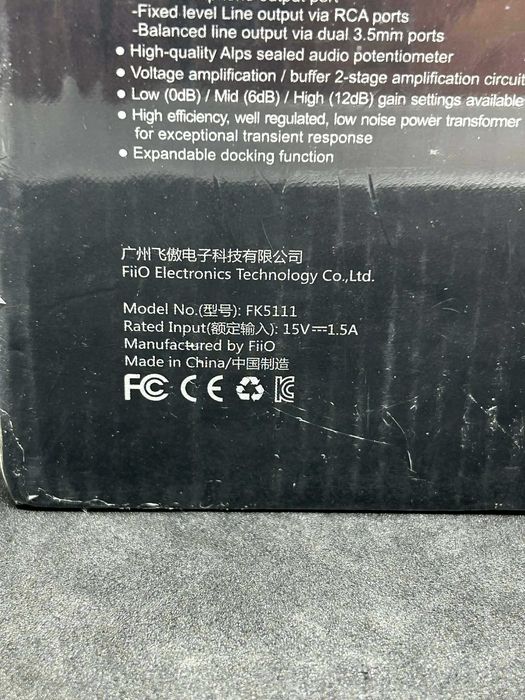 output port
-Fixed level Line output via RCA ports
-Balanced line output via dual 3.5mm ports
● High-quality Alps sealed audio potentiometer
● Voltage amplification / buffer 2-stage amplification circuit
● Low (0dB) / Mid (6dB) / High (12dB) gain settings available
● High efficiency, well regulated, low noise power transformer
for exceptional transient response
● Expandable docking function
广州飞傲电子科技有限公司
FiiO Electronics Technology Co.,Ltd.
Model No.(型号): FK5111
Rated Input(额定输入): 15V⎓1.5A
Manufactured by FiiO
Made in China/中国制造
FC CE